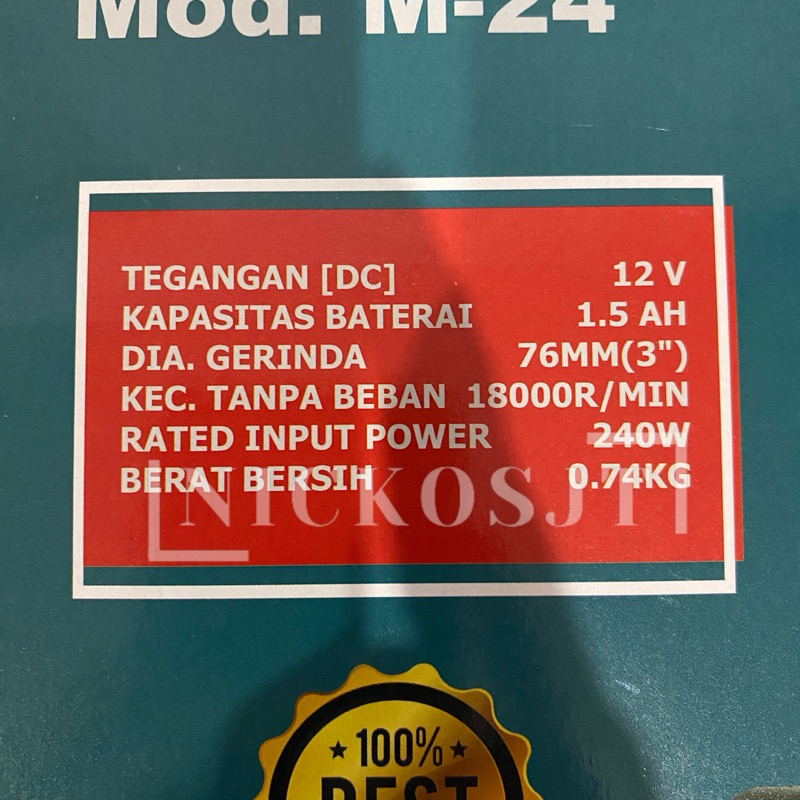 Mod. M-24
TEGANGAN [DC] 12 V
KAPASITAS BATERAI 1.5 AH
DIA. GERINDA 76MM(3")
KEC. TANPA BEBAN 18000R/MIN
RATED INPUT POWER 240W
BERAT BERSIH 0.74KG
NICKOSJT
★100%★
BEST